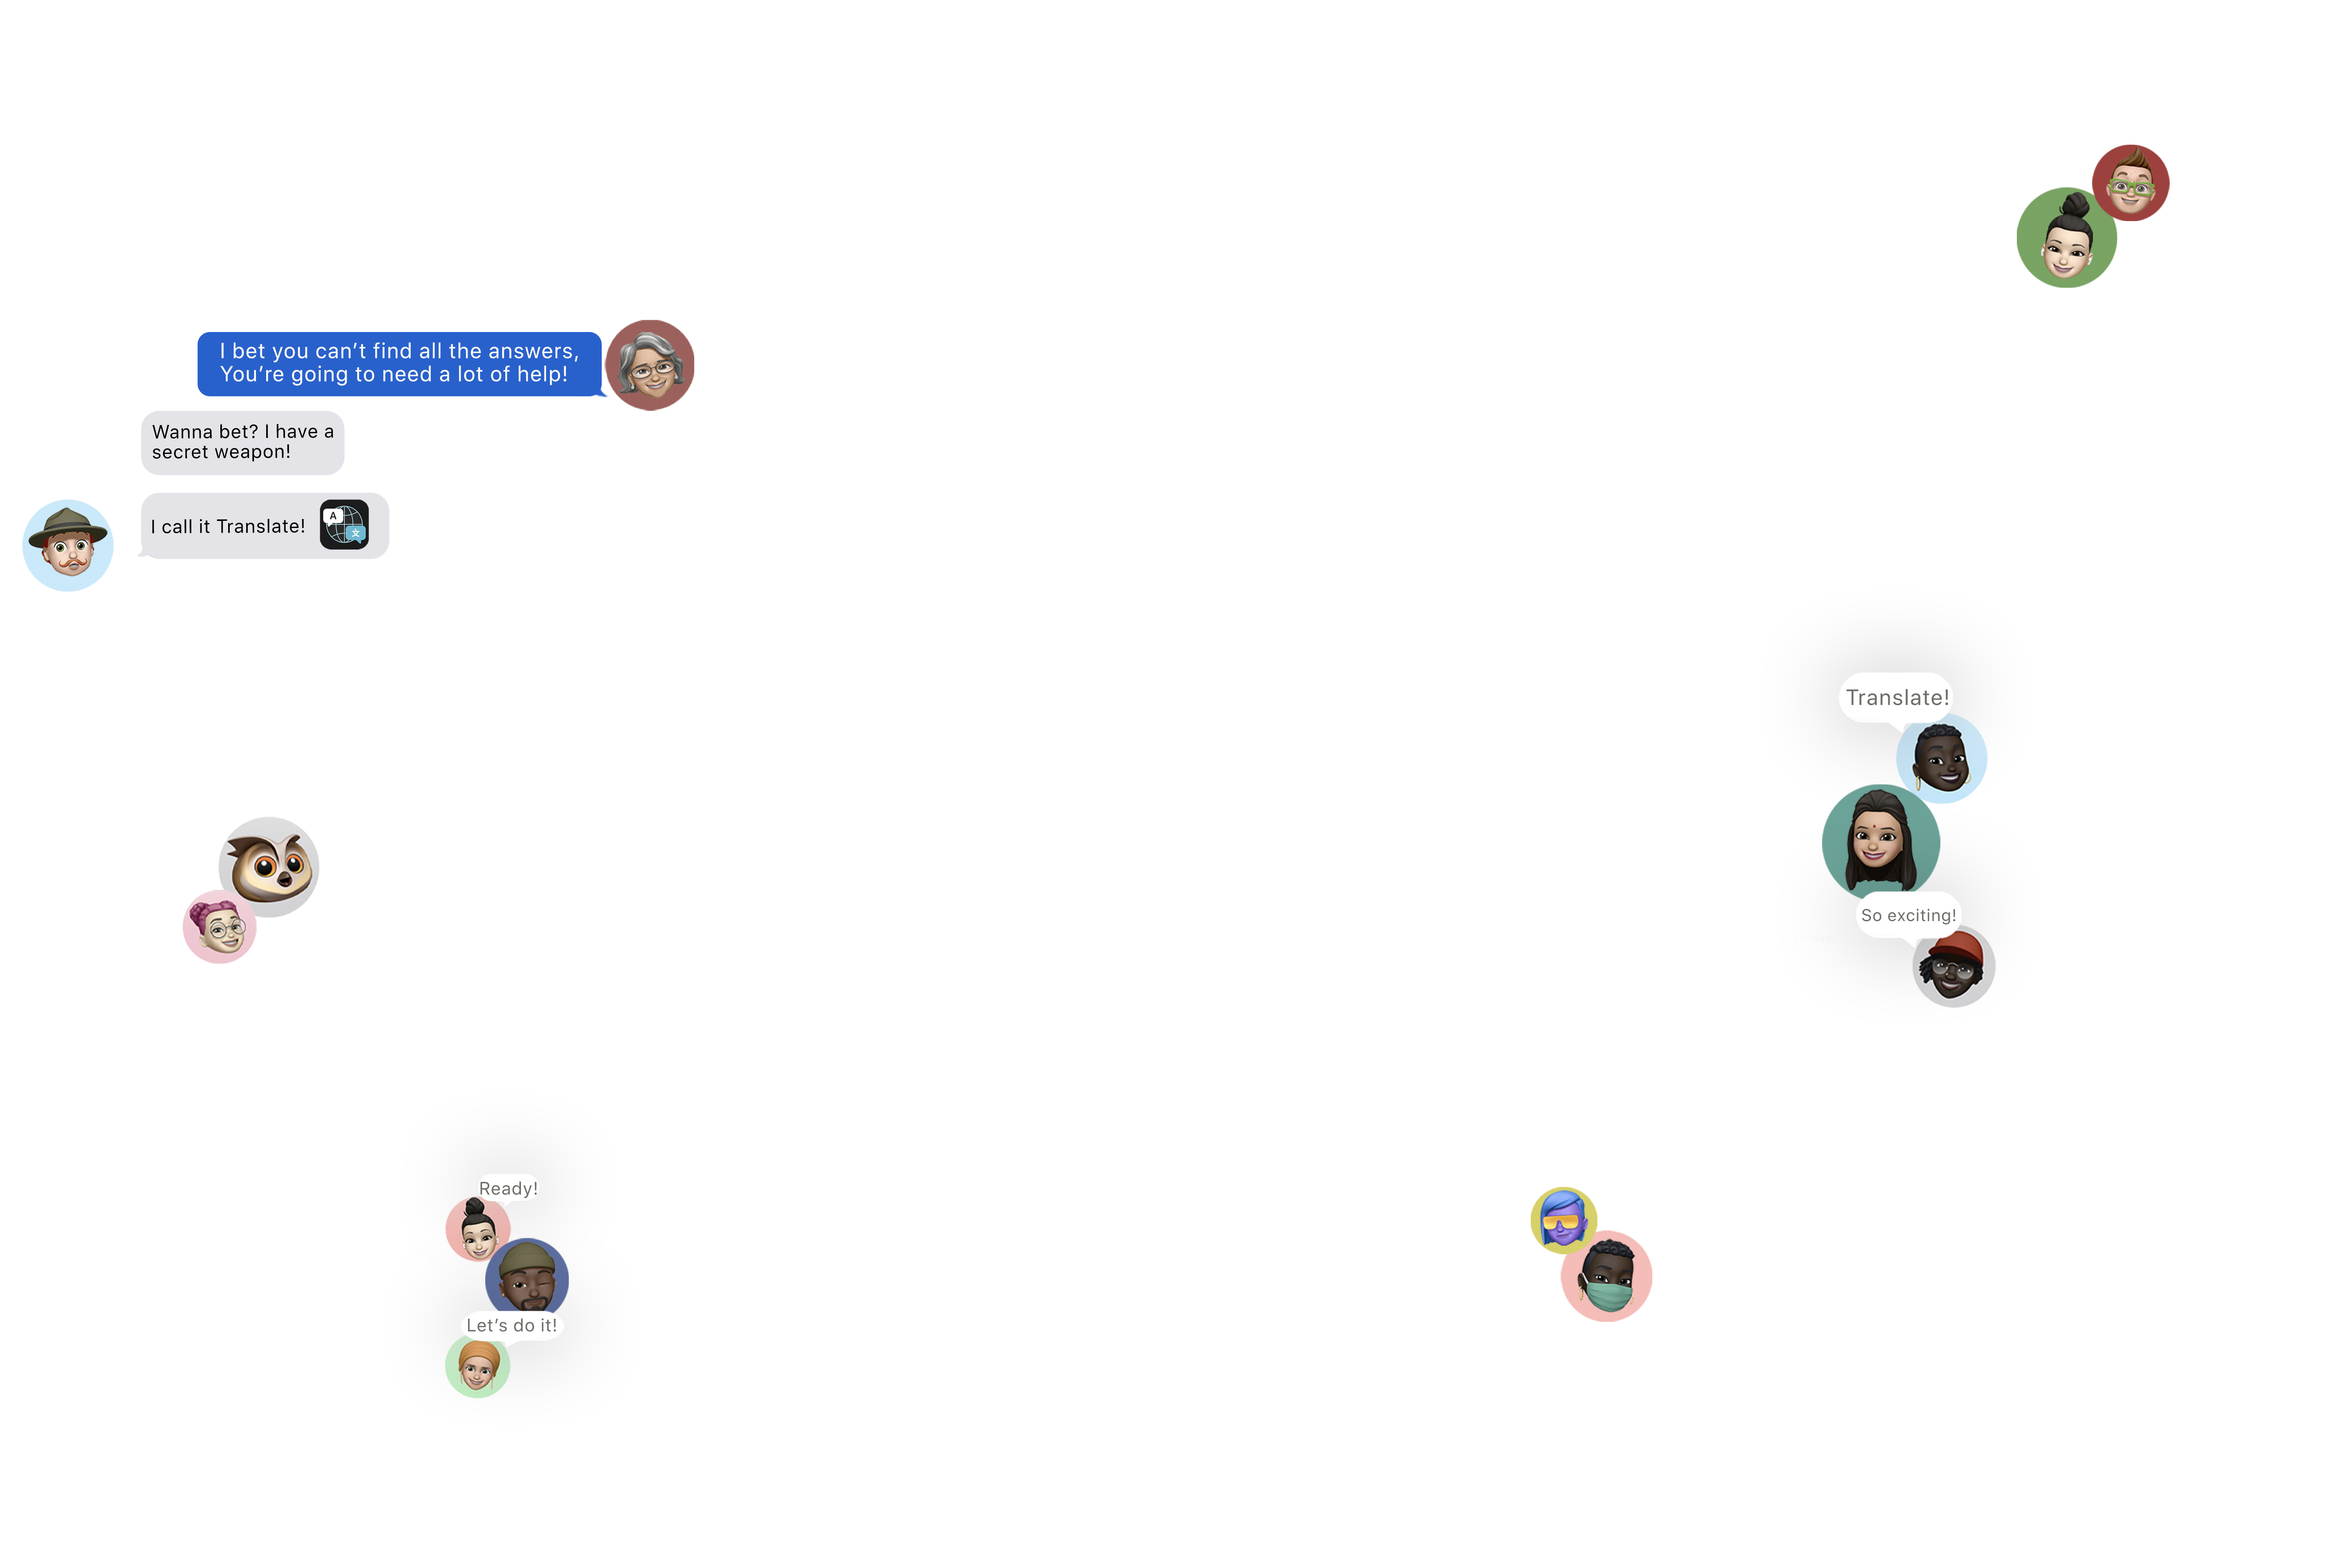 I bet you can’t find all the answers,
You’re going to need a lot of help!
Wanna bet? I have a
secret weapon!
I call it Translate!
A
文
Translate!
So exciting!
Ready!
Let’s do it!